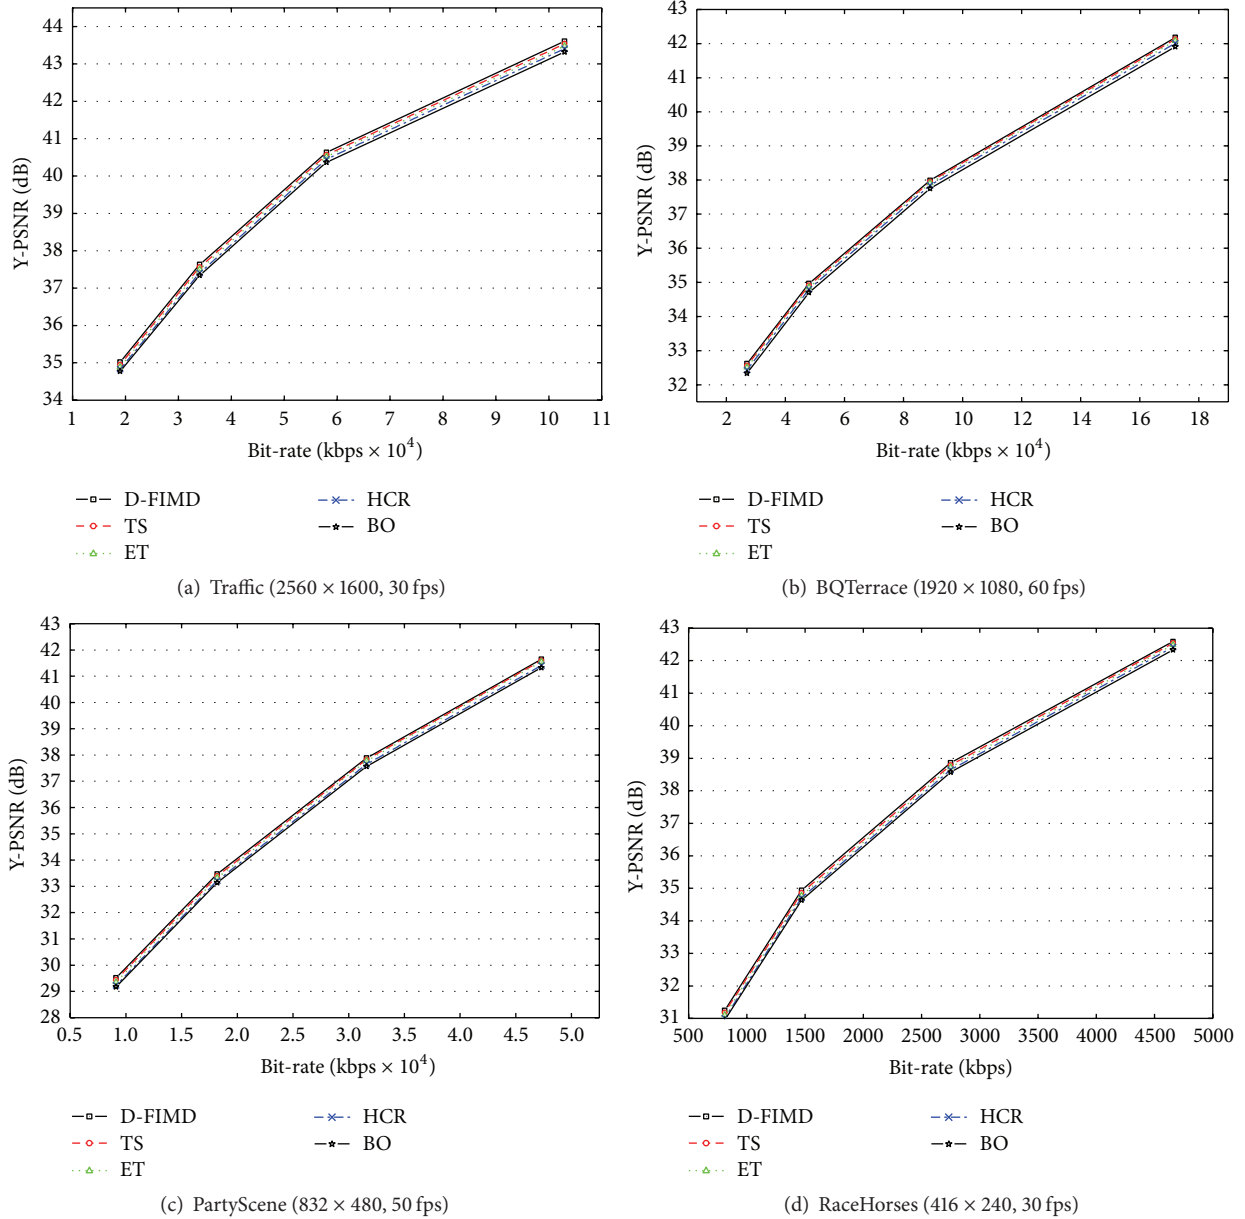 44
43
42
41
40
39
38
37
36
35
34
Y-PSNR (dB)
1 2 3 4 5 6 7 8 9 10 11
Bit-rate (kbps × 10^4)
D-FIMD
TS
ET
HCR
BO
(a) Traffic (2560 × 1600, 30 fps)
43
42
41
40
39
38
37
36
35
34
33
32
Y-PSNR (dB)
2 4 6 8 10 12 14 16 18
Bit-rate (kbps × 10^4)
D-FIMD
TS
ET
HCR
BO
(b) BQTerrace (1920 × 1080, 60 fps)
43
42
41
40
39
38
37
36
35
34
33
32
31
30
29
28
Y-PSNR (dB)
0.5 1.0 1.5 2.0 2.5 3.0 3.5 4.0 4.5 5.0
Bit-rate (kbps × 10^4)
D-FIMD
TS
ET
HCR
BO
(c) PartyScene (832 × 480, 50 fps)
43
42
41
40
39
38
37
36
35
34
33
32
31
Y-PSNR (dB)
500 1000 1500 2000 2500 3000 3500 4000 4500 5000
Bit-rate (kbps)
D-FIMD
TS
ET
HCR
BO
(d) RaceHorses (416 × 240, 30 fps)